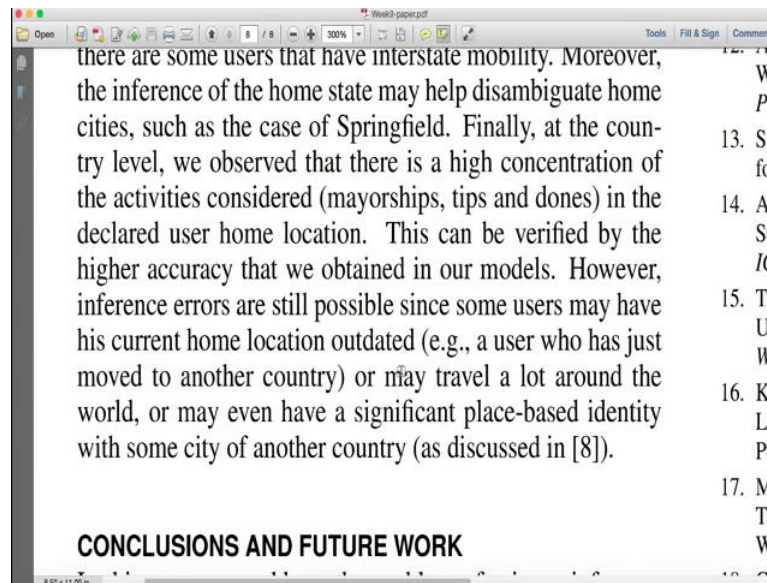 Week9-paper.pdf
Open
8 / 8
300%
Tools
Fill & Sign
Commen
there are some users that have interstate mobility. Moreover,
the inference of the home state may help disambiguate home
cities, such as the case of Springfield. Finally, at the coun-
try level, we observed that there is a high concentration of
the activities considered (mayorships, tips and dones) in the
declared user home location. This can be verified by the
higher accuracy that we obtained in our models. However,
inference errors are still possible since some users may have
his current home location outdated (e.g., a user who has just
moved to another country) or may travel a lot around the
world, or may even have a significant place-based identity
with some city of another country (as discussed in [8]).
CONCLUSIONS AND FUTURE WORK
W
P
13. S
fo
14. A
S
IC
15. T
U
W
16. K
L
P
17. M
T
W
8.50 x 11.00 in